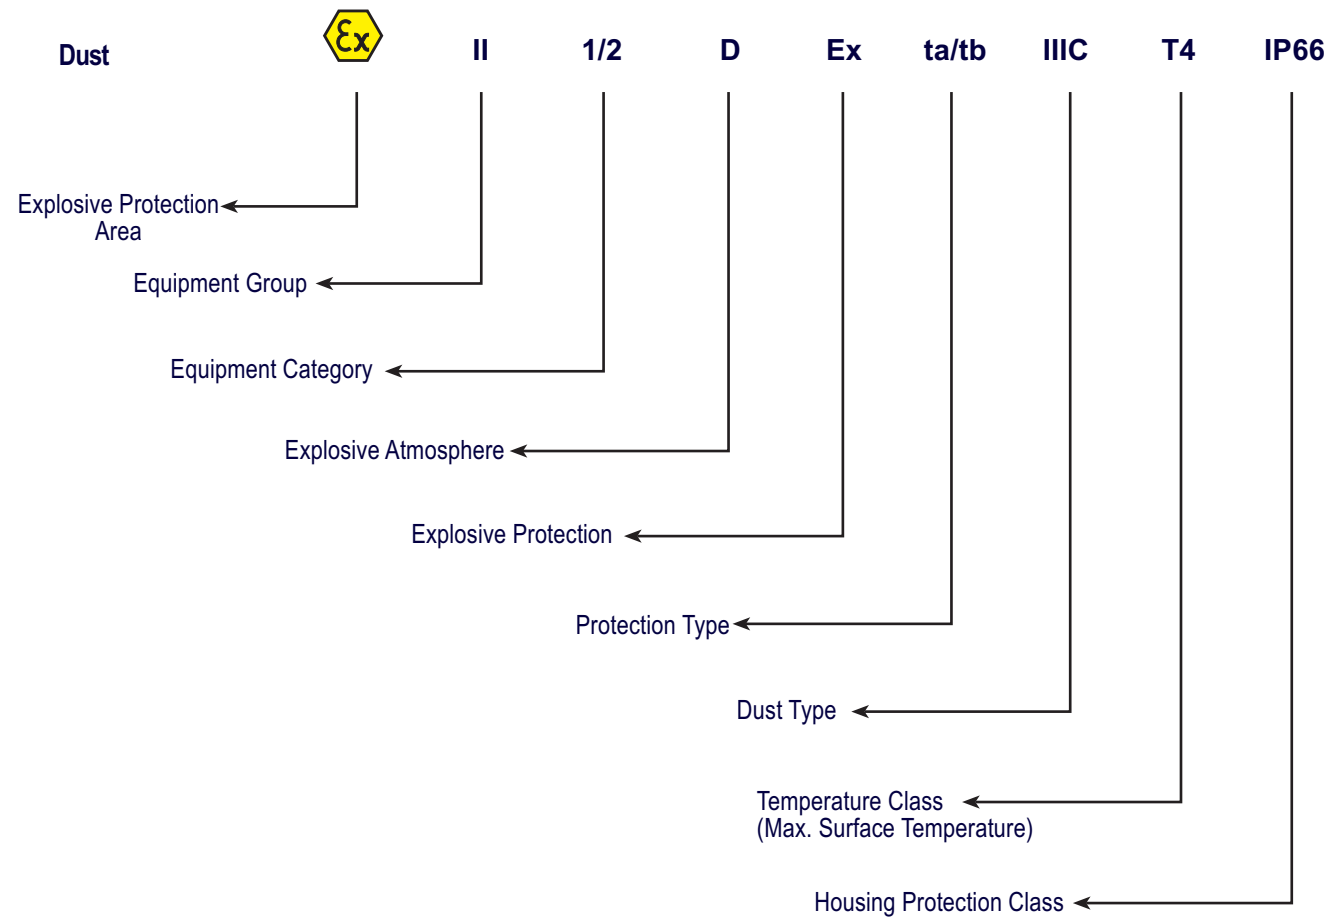 Dust Ex II 1/2 D Ex ta/tb IIIC T4 IP66
Explosive Protection
Area
Equipment Group
Equipment Category
Explosive Atmosphere
Explosive Protection
Protection Type
Dust Type
Temperature Class
(Max. Surface Temperature)
Housing Protection Class